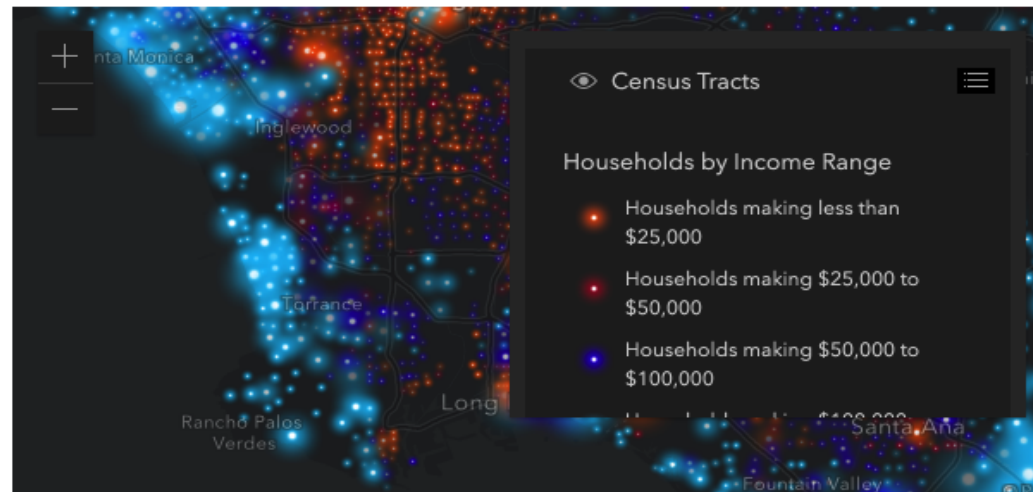 +
nta Monica
−
Inglewood
Torrance
Long
Rancho Palos
Verdes
Census Tracts
Households by Income Range
Households making less than
$25,000
Households making $25,000 to
$50,000
Households making $50,000 to
$100,000
Santa Ana
Fountain Valley